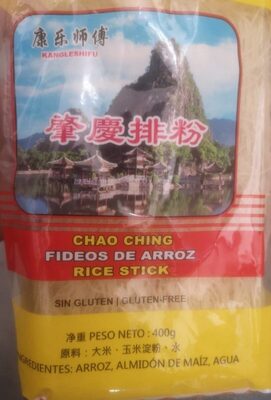 康乐师傅
KANGLESHIFU
肇慶排粉
CHAO CHING
FIDEOS DE ARROZ
RICE STICK
SIN GLUTEN | GLUTEN-FREE
净重 PESO NETO : 400g
原料：大米·玉米淀粉·水
INGREDIENTES: ARROZ, ALMIDÓN DE MAÍZ, AGUA